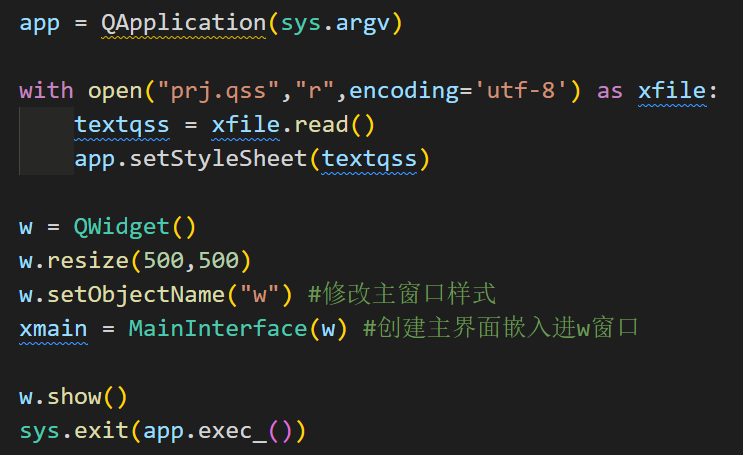 app = QApplication(sys.argv)
with open("prj.qss","r",encoding='utf-8') as xfile:
textqss = xfile.read()
app.setStyleSheet(textqss)
w = QWidget()
w.resize(500,500)
w.setObjectName("w") #修改主窗口样式
xmain = MainInterface(w) #创建主界面嵌入进w窗口
w.show()
sys.exit(app.exec_())